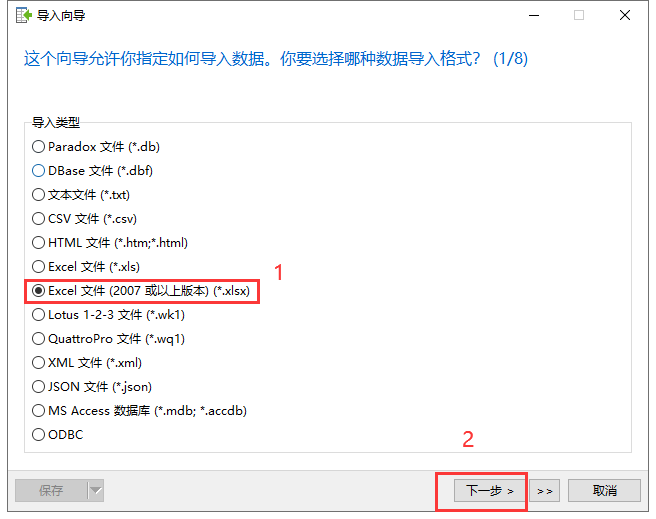 导入向导
这个向导允许你指定如何导入数据。你要选择哪种数据导入格式？ (1/8)
导入类型
Paradox 文件 (*.db)
DBase 文件 (*.dbf)
文本文件 (*.txt)
CSV 文件 (*.csv)
HTML 文件 (*.htm;*.html)
Excel 文件 (*.xls)
1
Excel 文件 (2007 或以上版本) (*.xlsx)
Lotus 1-2-3 文件 (*.wk1)
QuattroPro 文件 (*.wq1)
XML 文件 (*.xml)
JSON 文件 (*.json)
MS Access 数据库 (*.mdb; *.accdb)
ODBC
2
保存 下一步 > >> 取消